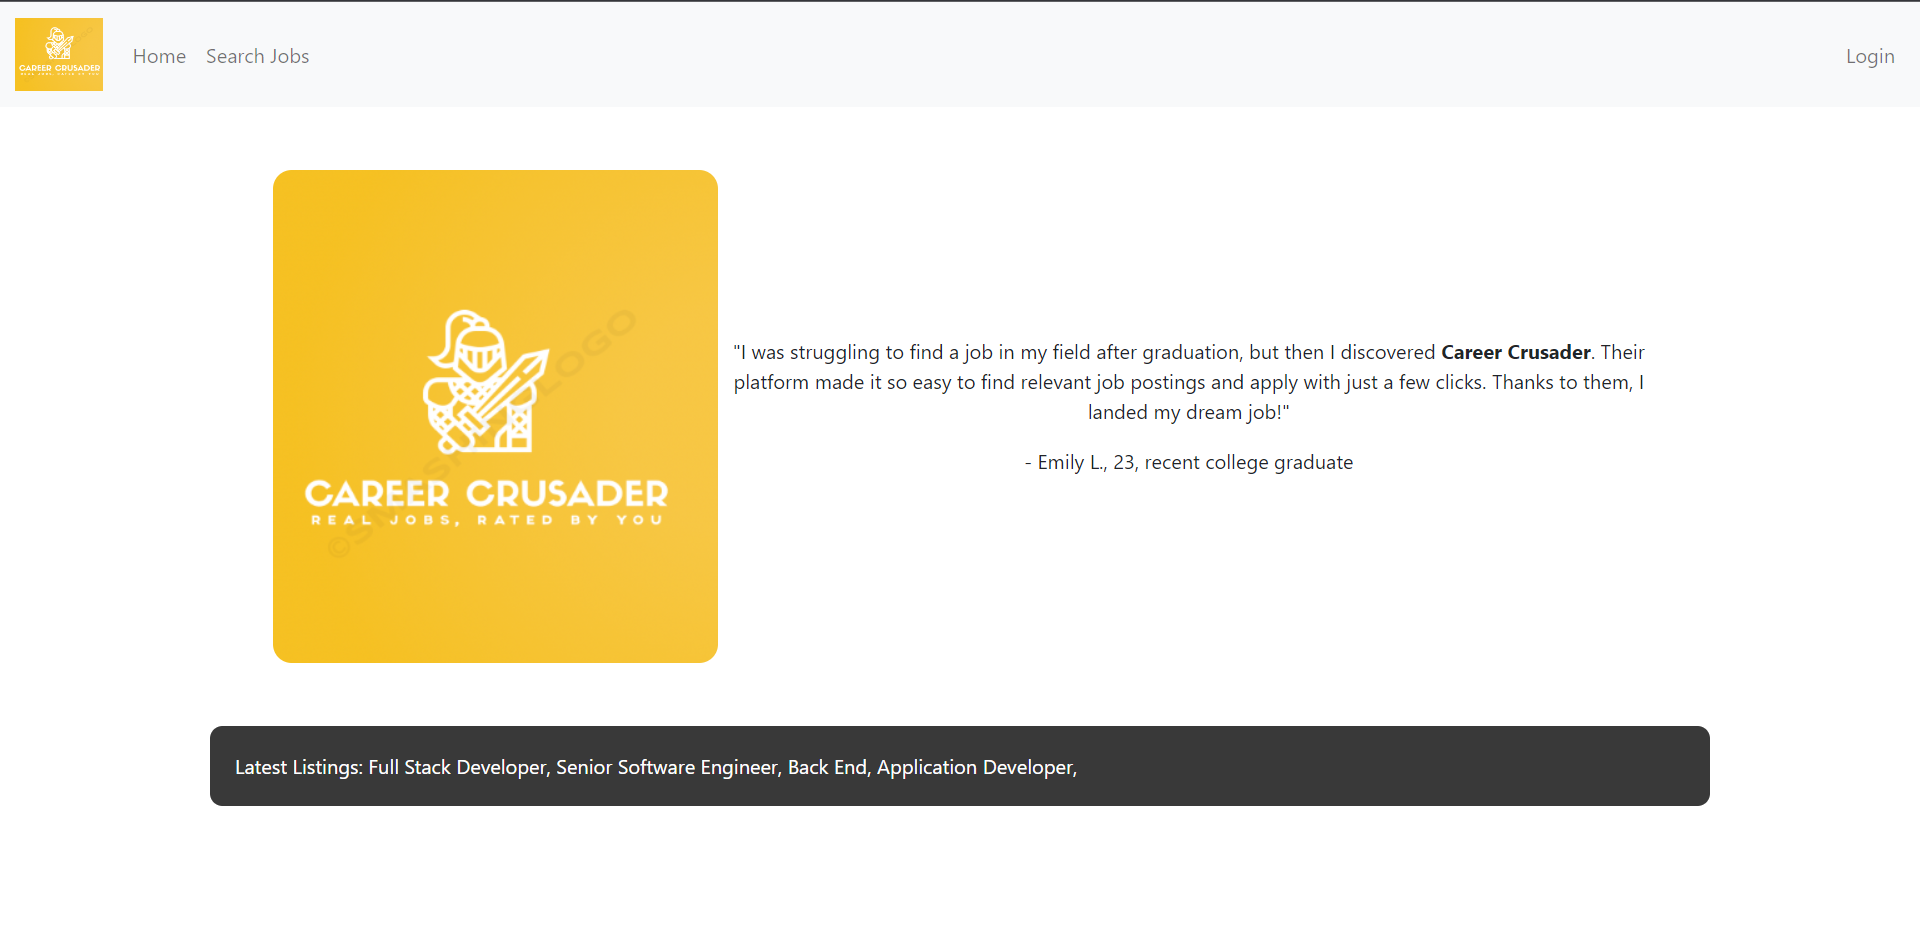 CAREER CRUSADER
Home
Search Jobs
Login
CAREER CRUSADER
REAL JOBS, RATED BY YOU
"I was struggling to find a job in my field after graduation, but then I discovered Career Crusader. Their
platform made it so easy to find relevant job postings and apply with just a few clicks. Thanks to them, I
landed my dream job!"
- Emily L., 23, recent college graduate
Latest Listings: Full Stack Developer, Senior Software Engineer, Back End, Application Developer,